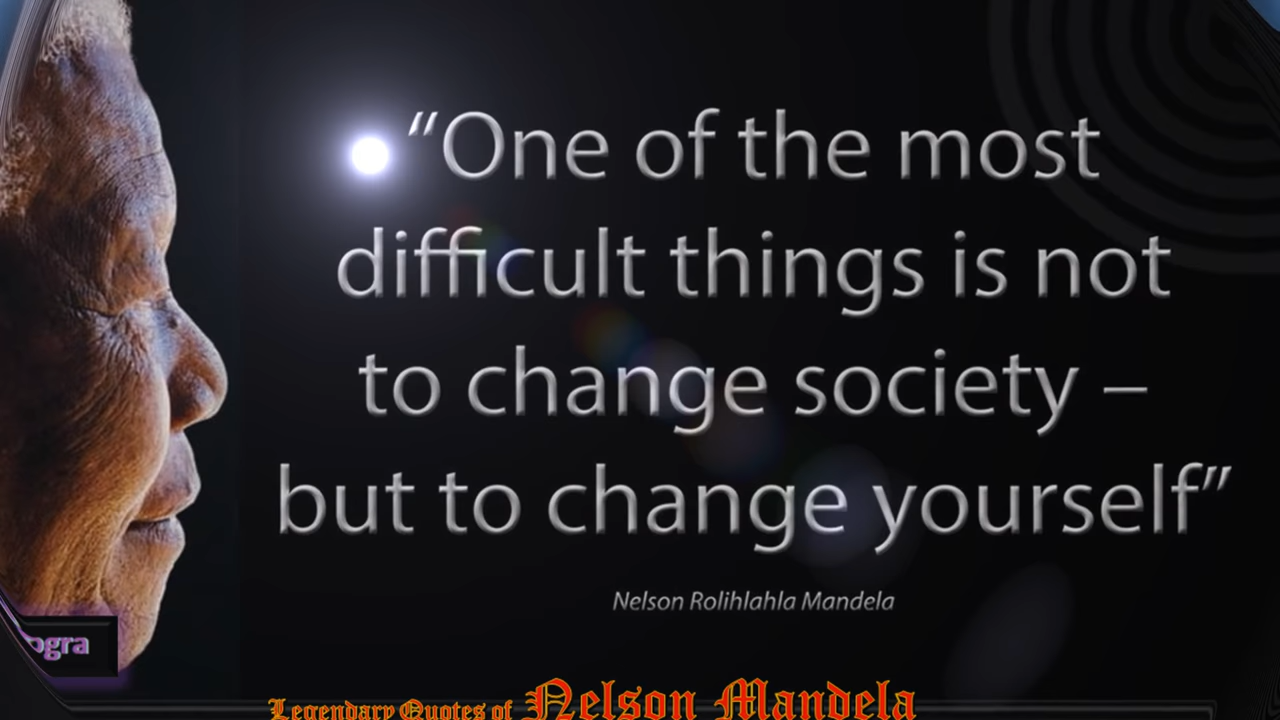 “One of the most
difficult things is not
to change society –
but to change yourself”
Nelson Rolihlahla Mandela
ogra
Legendary Quotes of Nelson Mandela